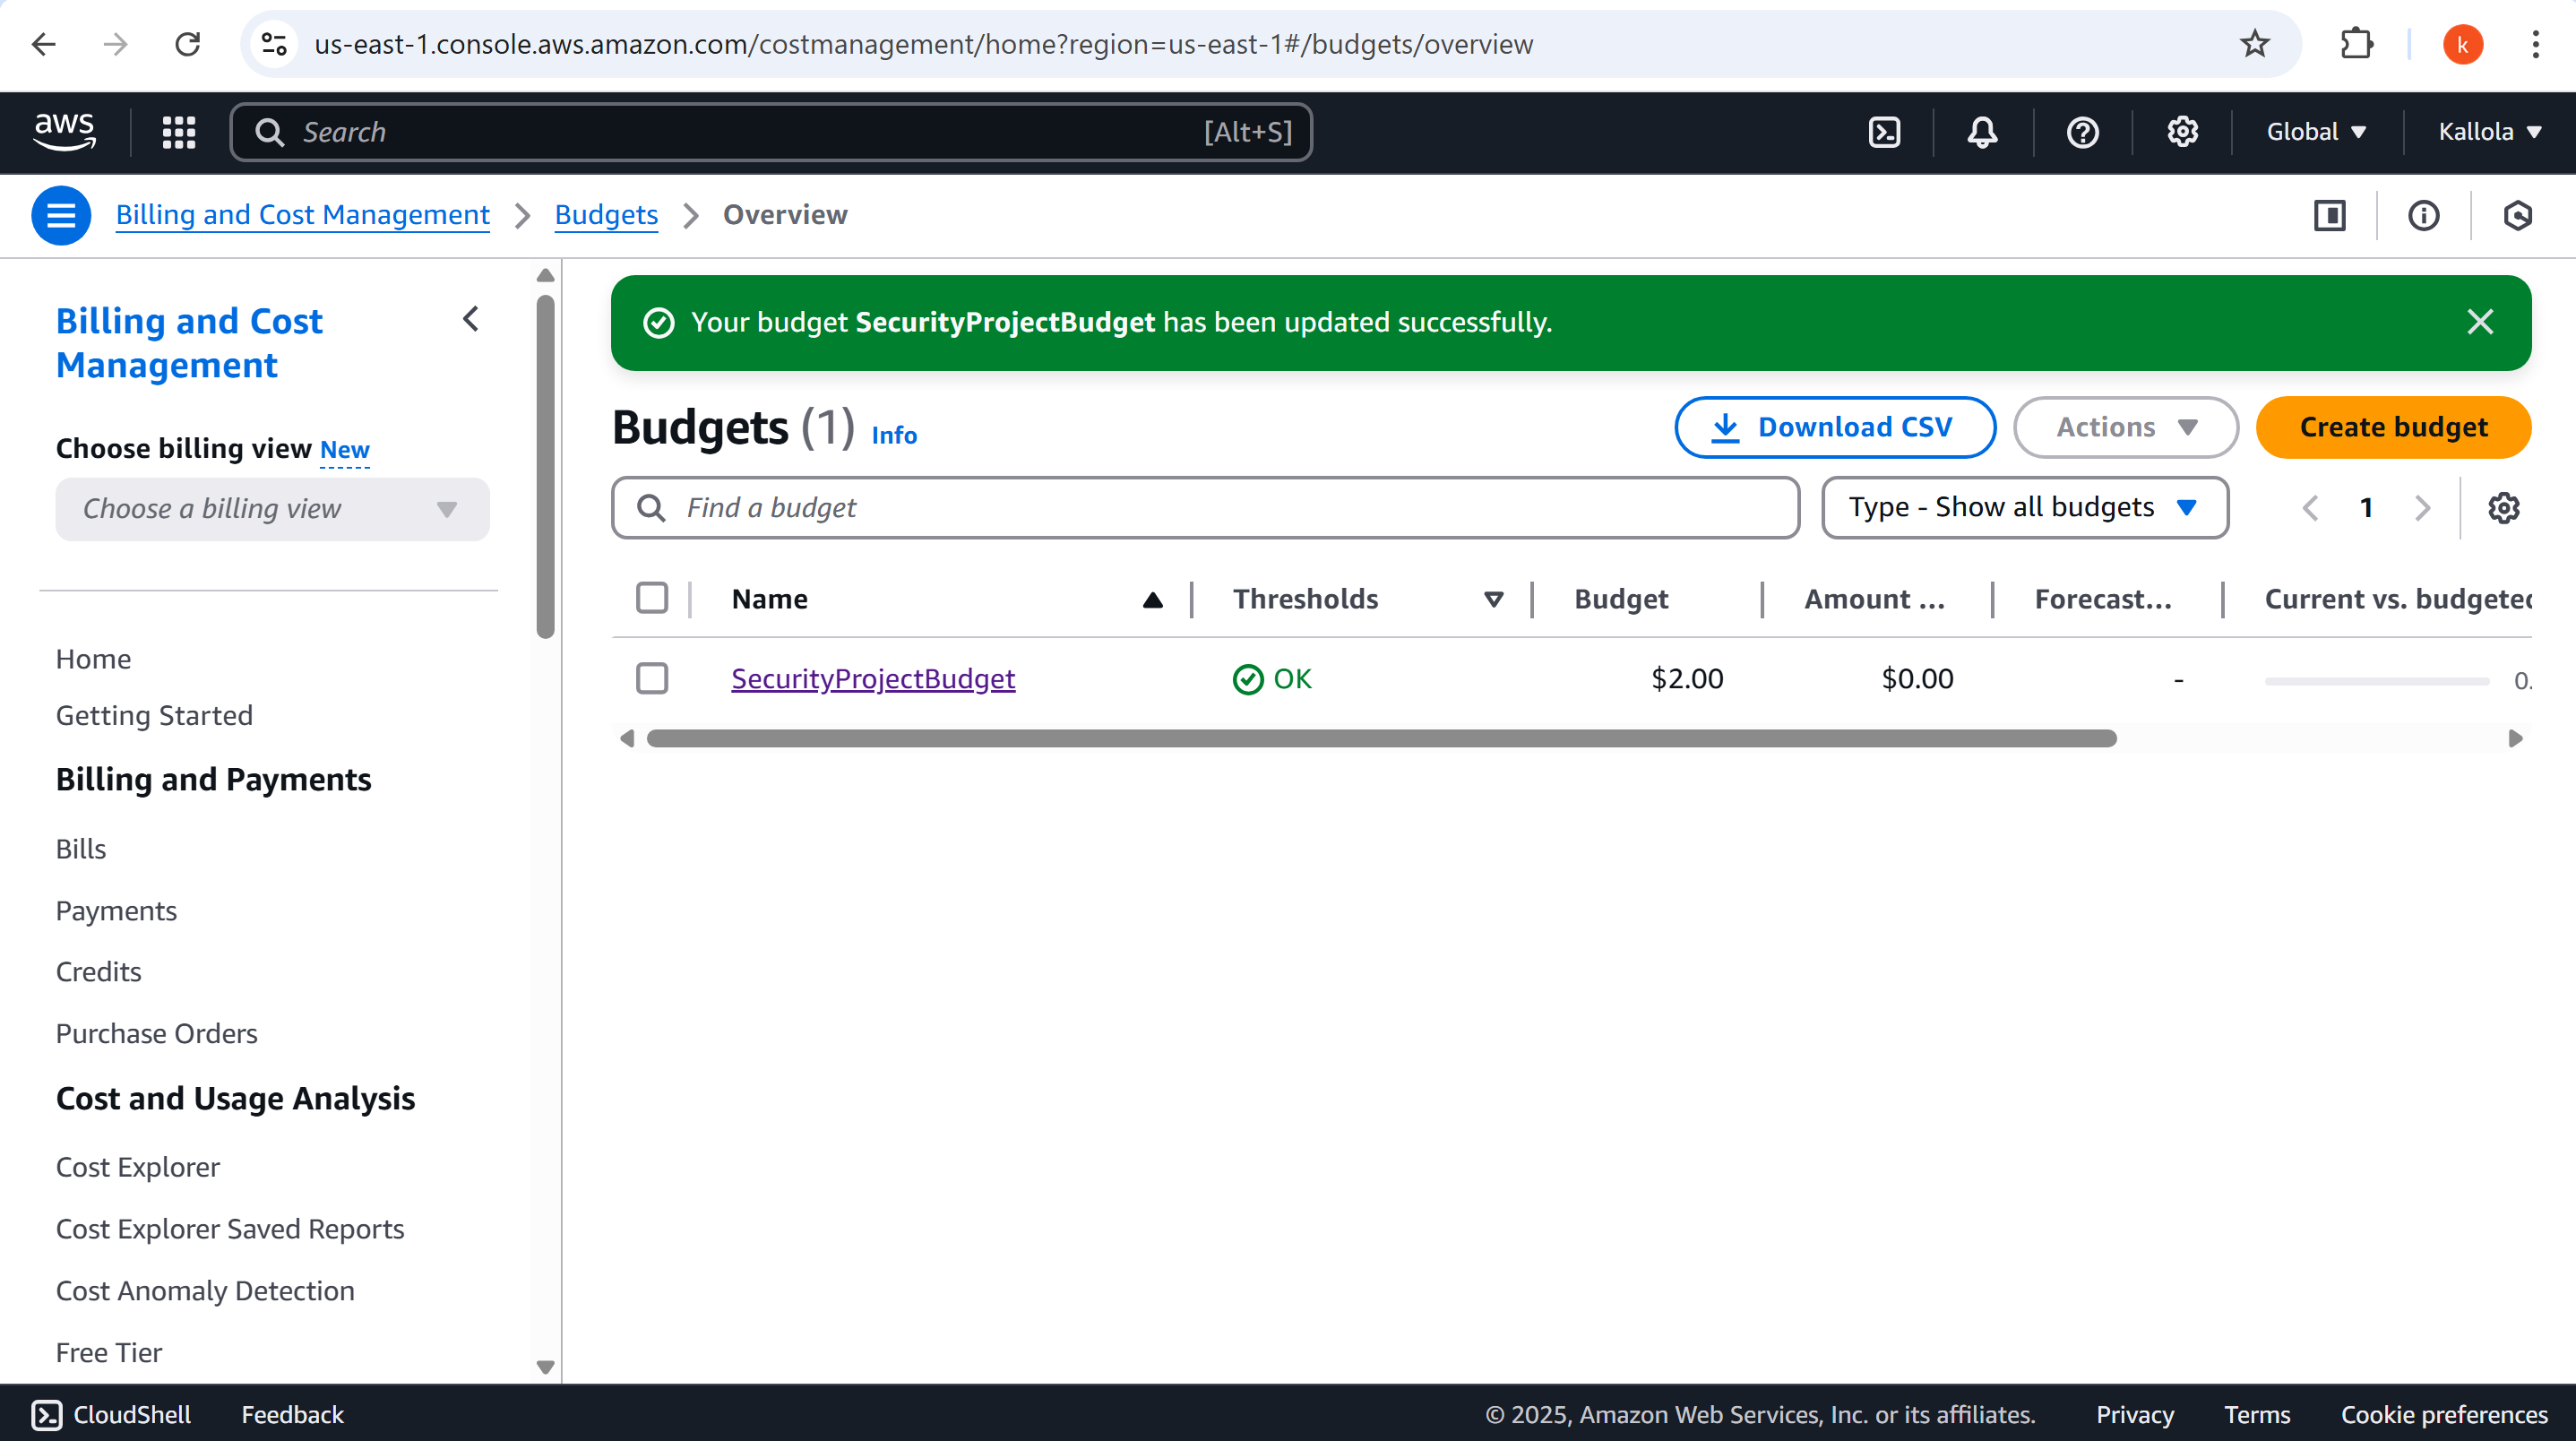 us-east-1.console.aws.amazon.com/costmanagement/home?region=us-east-1#/budgets/overview
k
aws
Search
[Alt+S]
Global
Kallola
Billing and Cost Management
Budgets
Overview
Billing and Cost
Management
Choose billing view New
Choose a billing view
Home
Getting Started
Billing and Payments
Bills
Payments
Credits
Purchase Orders
Cost and Usage Analysis
Cost Explorer
Cost Explorer Saved Reports
Cost Anomaly Detection
Free Tier
Your budget SecurityProjectBudget has been updated successfully.
Budgets (1) Info
Download CSV
Actions
Create budget
Find a budget
Type - Show all budgets
1
Name
Thresholds
Budget
Amount ...
Forecast...
Current vs. budgeted
SecurityProjectBudget
OK
$2.00
$0.00
-
0.
CloudShell
Feedback
© 2025, Amazon Web Services, Inc. or its affiliates.
Privacy
Terms
Cookie preferences